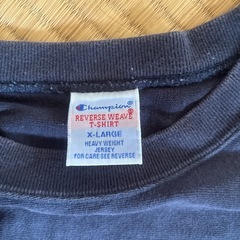 Champion
REVERSE WEAVE®
T-SHIRT
X-LARGE
HEAVY WEIGHT
JERSEY
FOR CARE SEE REVERSE